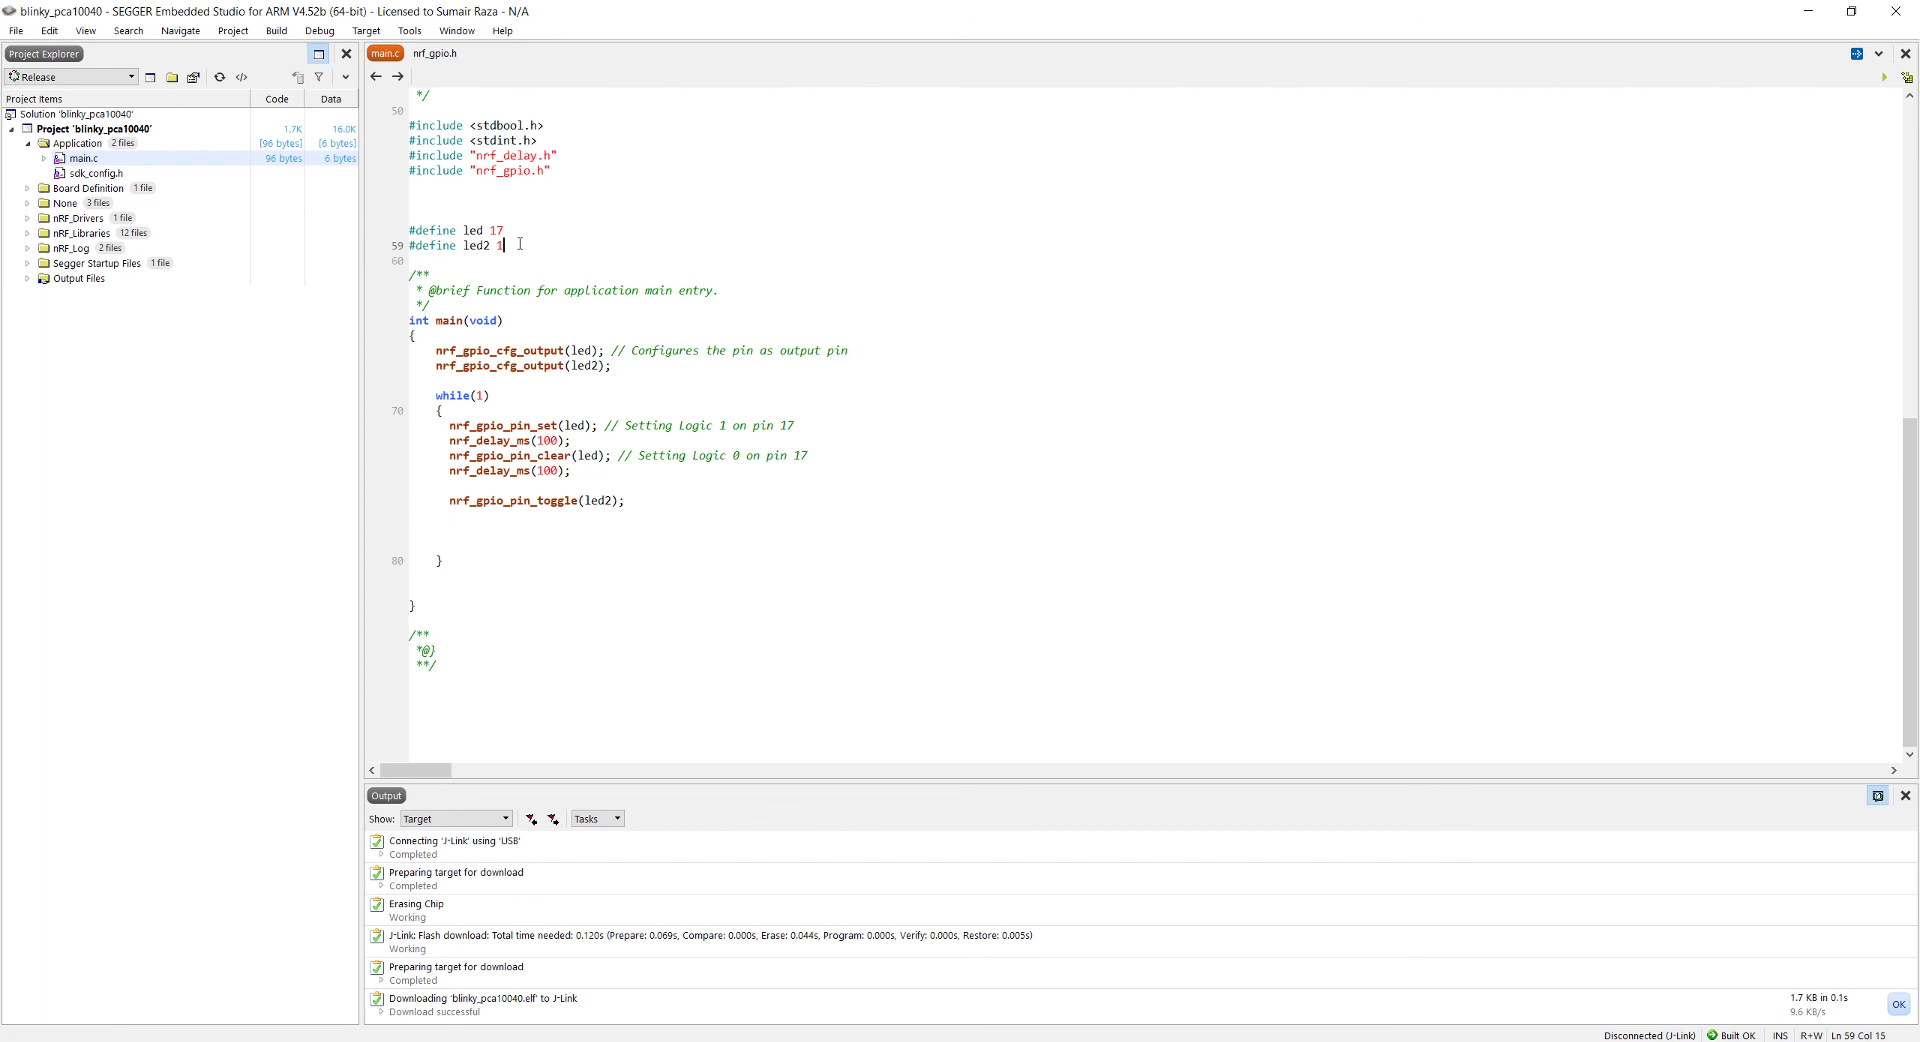 blinky_pca10040 - SEGGER Embedded Studio for ARM V4.52b (64-bit) - Licensed to Sumair Raza - N/A
File Edit View Search Navigate Project Build Debug Target Tools Window Help
Project Explorer
Release
Project Items Code Data
Solution 'blinky_pca10040'
Project 'blinky_pca10040' 1.7K 16.0K
Application 2 files [96 bytes] [6 bytes]
main.c 96 bytes 6 bytes
sdk_config.h
Board Definition 1 file
None 3 files
nRF_Drivers 1 file
nRF_Libraries 12 files
nRF_Log 2 files
Segger Startup Files 1 file
Output Files
main.c nrf_gpio.h
*/
50
#include <stdbool.h>
#include <stdint.h>
#include "nrf_delay.h"
#include "nrf_gpio.h"
#define led 17
59 #define led2 1
60
/**
* @brief Function for application main entry.
*/
int main(void)
{
nrf_gpio_cfg_output(led); // Configures the pin as output pin
nrf_gpio_cfg_output(led2);
while(1)
70 {
nrf_gpio_pin_set(led); // Setting Logic 1 on pin 17
nrf_delay_ms(100);
nrf_gpio_pin_clear(led); // Setting Logic 0 on pin 17
nrf_delay_ms(100);
nrf_gpio_pin_toggle(led2);
80 }
}
/**
*@}
**/
Output
Show: Target Tasks
Connecting 'J-Link' using 'USB'
Completed
Preparing target for download
Completed
Erasing Chip
Working
J-Link: Flash download: Total time needed: 0.120s (Prepare: 0.069s, Compare: 0.000s, Erase: 0.044s, Program: 0.000s, Verify: 0.000s, Restore: 0.005s)
Working
Preparing target for download
Completed
Downloading 'blinky_pca10040.elf' to J-Link 1.7 KB in 0.1s
Download successful 9.6 KB/s
OK
Disconnected (J-Link) Built OK INS R+W Ln 59 Col 15